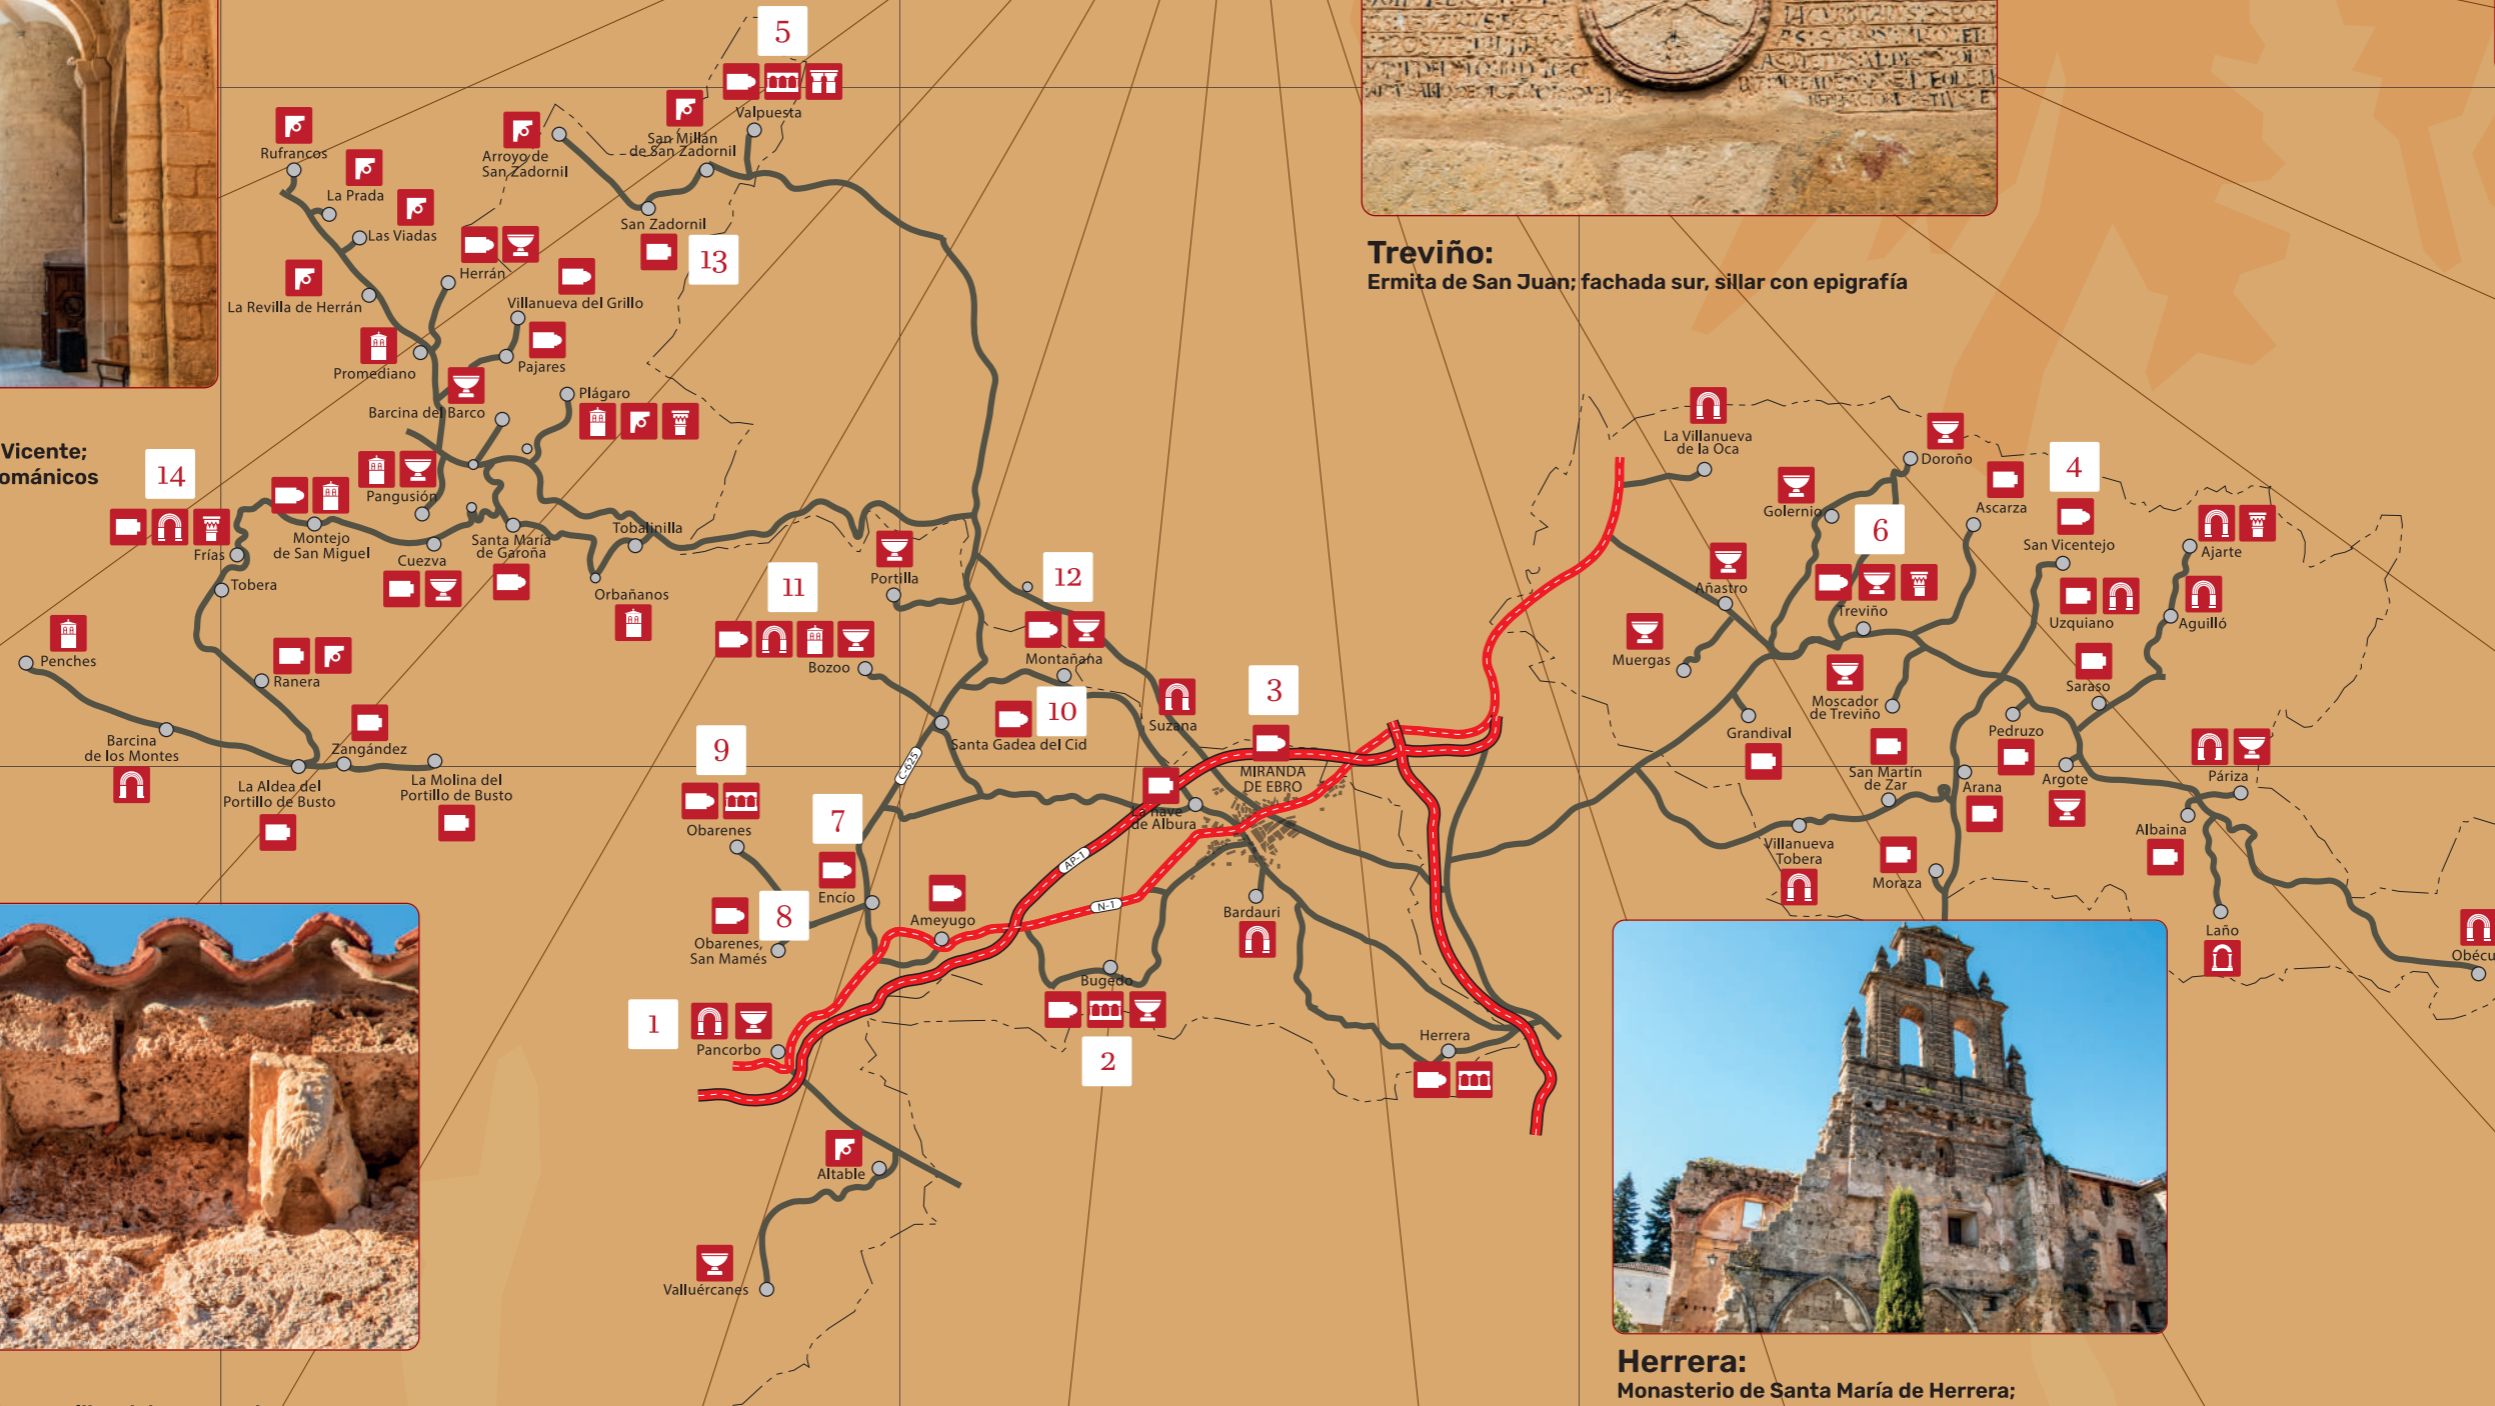 5
Valpuesta
San Millán
de San Zadornil
Arroyo de
San Zadornil
Rufrancos
La Prada
Las Viadas
San Zadornil
13
Herrán
Villanueva del Grillo
La Revilla de Herrán
Promediano
Pajares
Plágaro
Barcina del Barco
Vicente;
ománicos
14
Pangusión
Frías
Montejo
de San Miguel
Cuezva
Santa María
de Garoña
Tobalinilla
Tobera
Orbañanos
Penches
Ranera
Barcina
de los Montes
Zangández
La Aldea del
Portillo de Busto
La Molina del
Portillo de Busto
Treviño:
Ermita de San Juan; fachada sur, sillar con epigrafía
Portilla
11
Bozoo
12
Montañana
10
Santa Gadea del Cid
Suzana
3
MIRANDA
DE EBRO
C-625
9
Obarenes
7
Encío
8
Obarenes,
San Mamés
Ameyugo
La nave
de Albura
AP-1
N-1
Bardauri
Bugedo
2
1
Pancorbo
Herrera
Altable
Valluércanes
La Villanueva
de la Oca
Doroño
Golernio
Ascarza
4
San Vicentejo
6
Treviño
Añastro
Muergas
Uzquiano
Ajarte
Aguilló
Saraso
Moscador
de Treviño
Grandival
Pedruzo
San Martín
de Zar
Arana
Argote
Páriza
Villanueva
Tobera
Albaina
Moraza
Laño
Obécu
Herrera:
Monasterio de Santa María de Herrera;